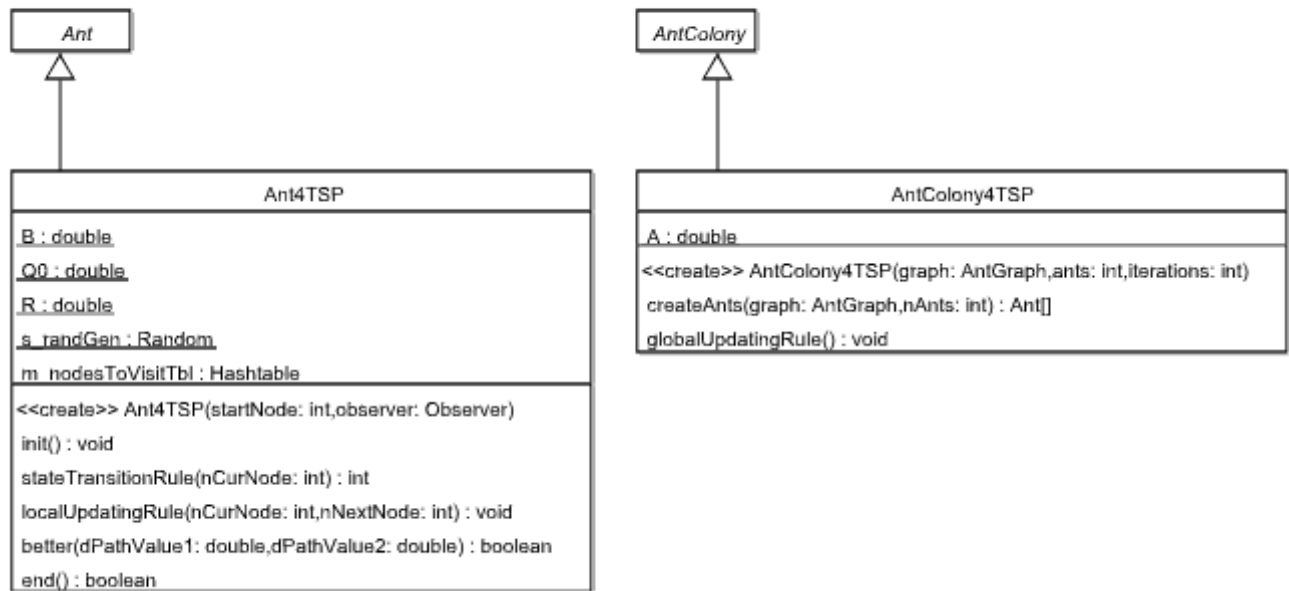 Ant
Ant4TSP
B : double
Q0 : double
R : double
s_randGen : Random
m_nodesToVisitTbl : Hashtable
<<create>> Ant4TSP(startNode: int,observer: Observer)
init() : void
stateTransitionRule(nCurNode: int) : int
localUpdatingRule(nCurNode: int,nNextNode: int) : void
better(dPathValue1: double,dPathValue2: double) : boolean
end() : boolean
AntColony
AntColony4TSP
A : double
<<create>> AntColony4TSP(graph: AntGraph,ants: int,iterations: int)
createAnts(graph: AntGraph,nAnts: int) : Ant[]
globalUpdatingRule() : void